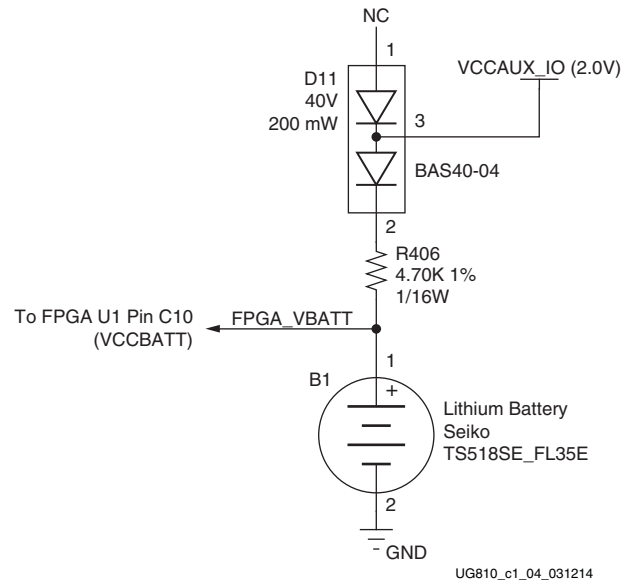 NC
1
D11
40V
200 mW
VCCAUX_IO (2.0V)
3
BAS40-04
2
R406
4.70K 1%
1/16W
To FPGA U1 Pin C10
(VCCBATT)
FPGA_VBATT
1
B1
+
Lithium Battery
Seiko
TS518SE_FL35E
2
GND
UG810_c1_04_031214